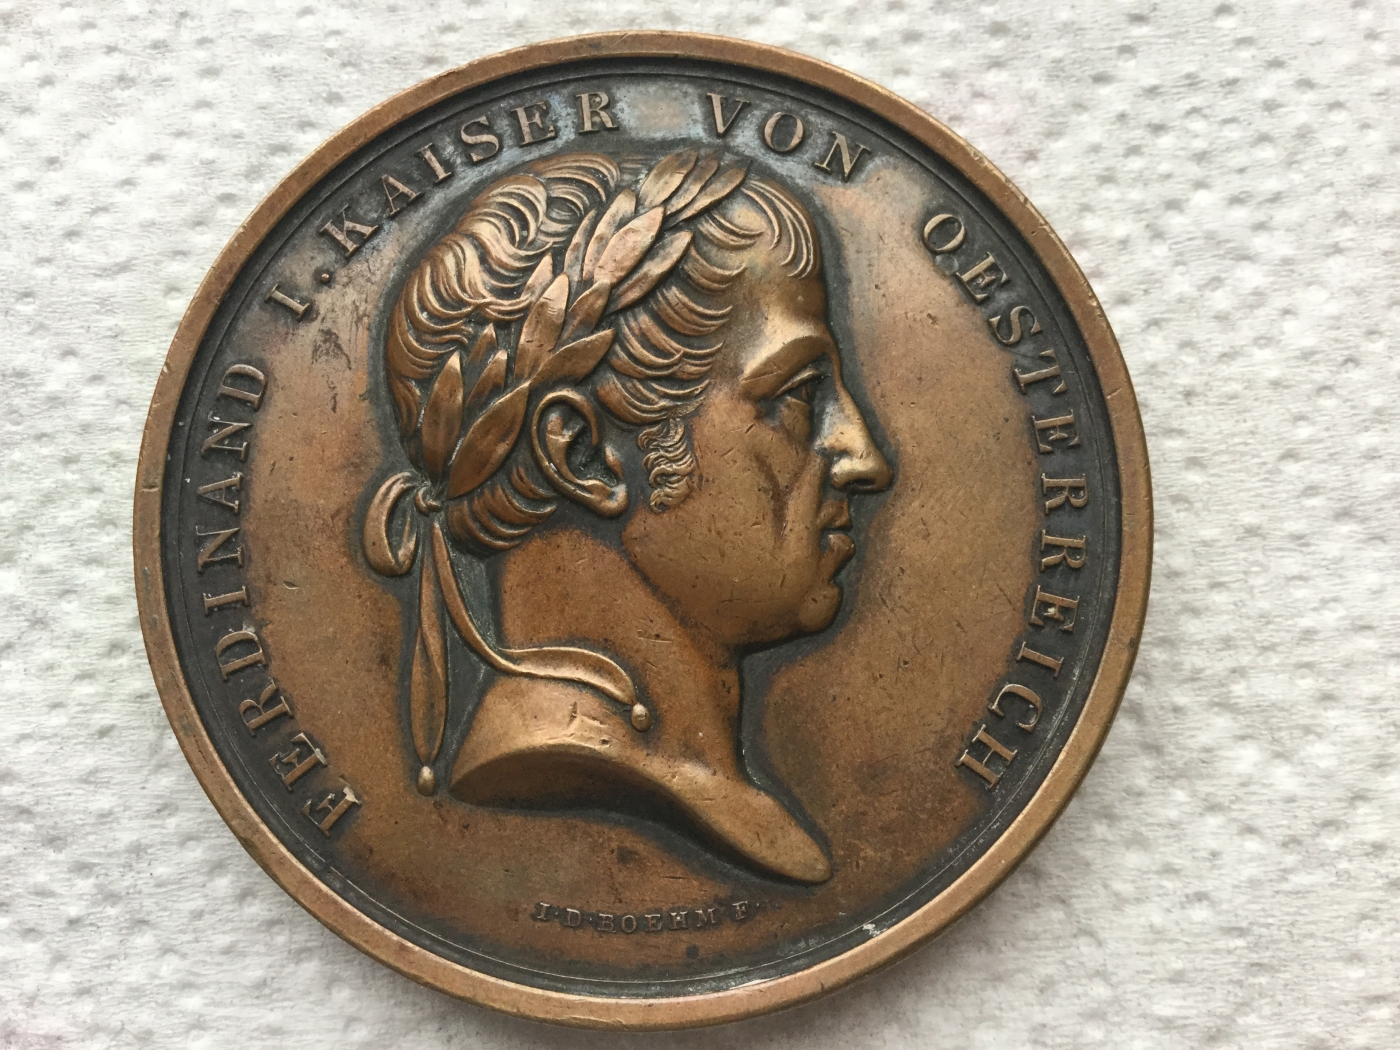 FERDINAND I. KAISER VON OESTERREICH
I·D·BOEHM F·